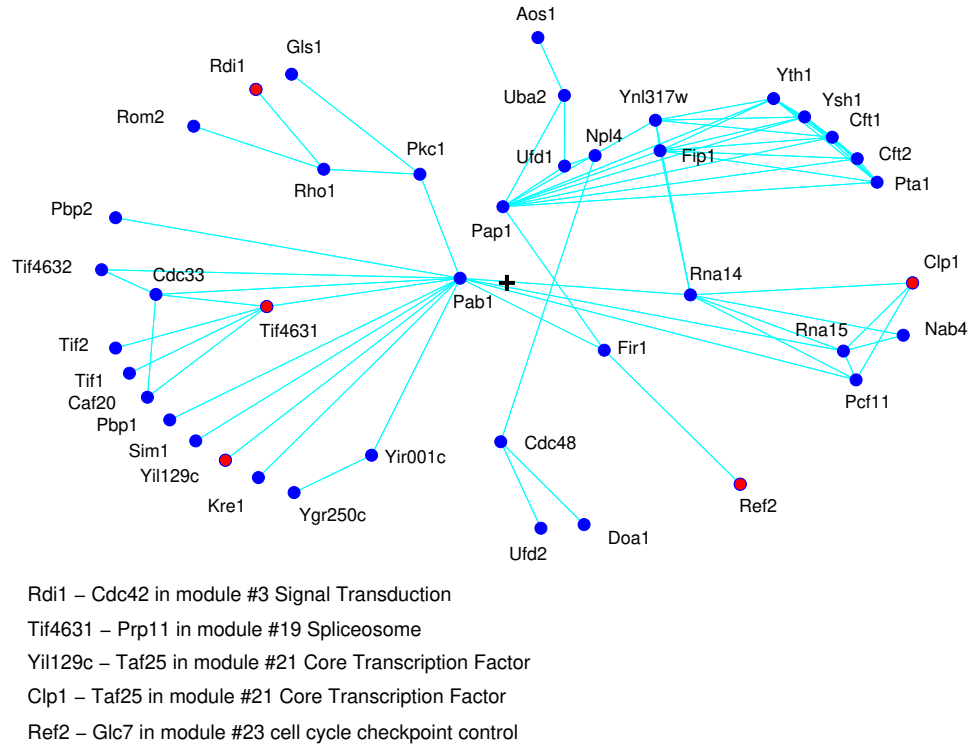 Aos1
Gls1
Rdi1
Yth1
Uba2
Ynl317w
Ysh1
Rom2
Cft1
Npl4
Pkc1
Ufd1
Fip1
Cft2
Rho1
Pta1
Pbp2
Pap1
Tif4632
Cdc33
Rna14
Clp1
Pab1
Tif4631
Rna15
Nab4
Tif2
Fir1
Tif1
Caf20
Pcf11
Pbp1
Sim1
Cdc48
Yir001c
Yil129c
Kre1
Ygr250c
Ref2
Ufd2
Doa1
Rdi1 – Cdc42 in module #3 Signal Transduction
Tif4631 – Prp11 in module #19 Spliceosome
Yil129c – Taf25 in module #21 Core Transcription Factor
Clp1 – Taf25 in module #21 Core Transcription Factor
Ref2 – Glc7 in module #23 cell cycle checkpoint control